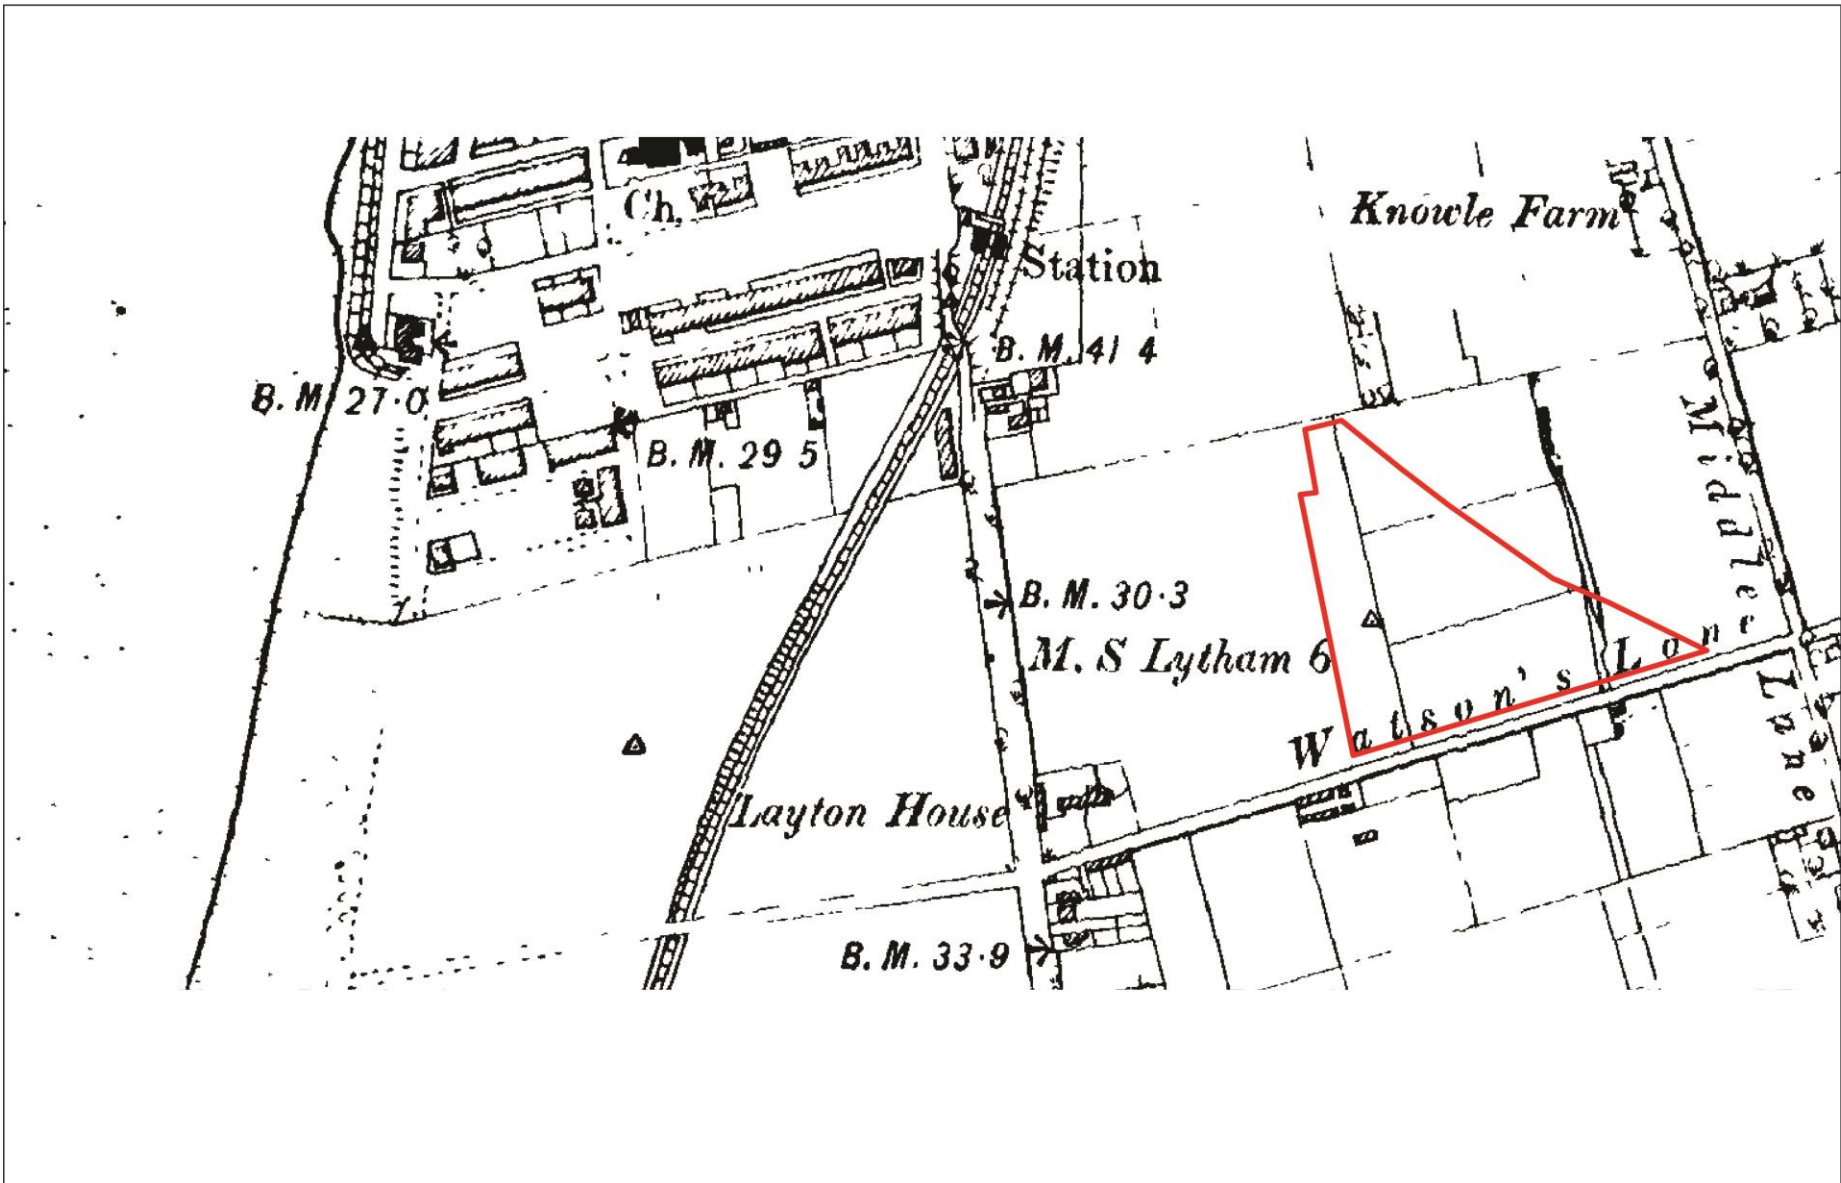 Ch.
Knowle Farm
Station
B. M. 41 4
B. M. 27·0
B. M. 29 5
Middle
Lane
B. M. 30·3
M. S Lytham 6
Watson's Lane
Layton House
B. M. 33·9